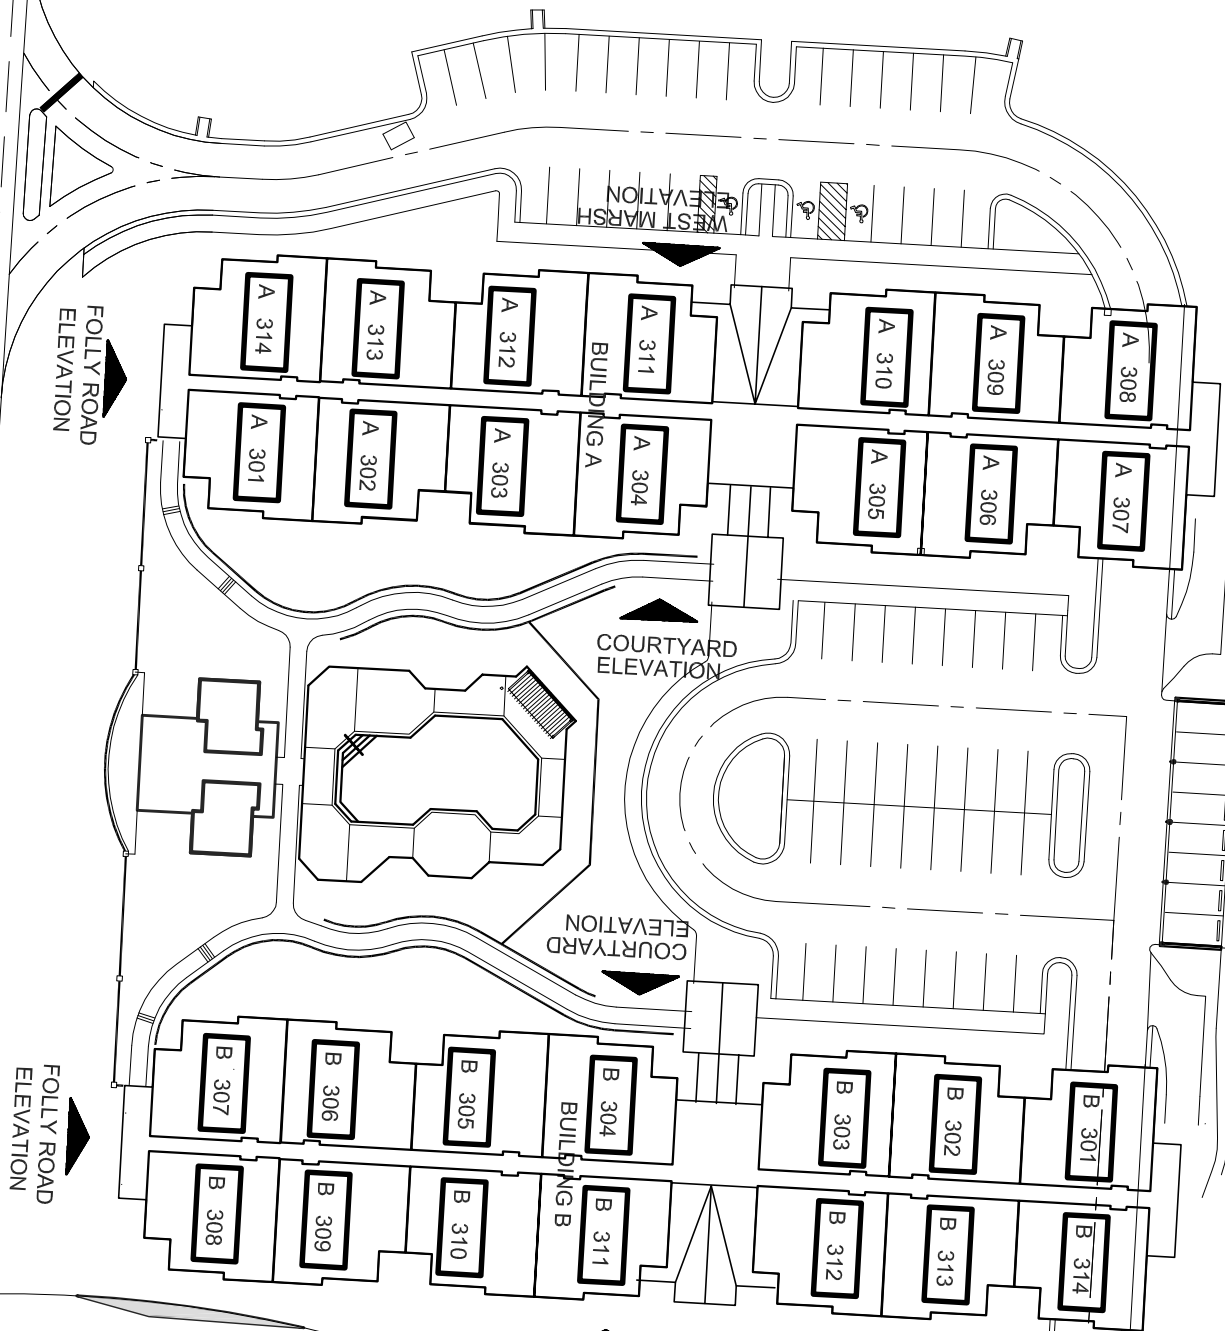 WEST MARSH
ELEVATION
A 314
A 313
A 312
A 311
A 310
A 309
A 308
FOLLY ROAD
ELEVATION
BUILDING A
A 301
A 302
A 303
A 304
A 305
A 306
A 307
COURTYARD
ELEVATION
COURTYARD
ELEVATION
B 307
B 306
B 305
B 304
B 303
B 302
B 301
FOLLY ROAD
ELEVATION
BUILDING B
B 308
B 309
B 310
B 311
B 312
B 313
B 314